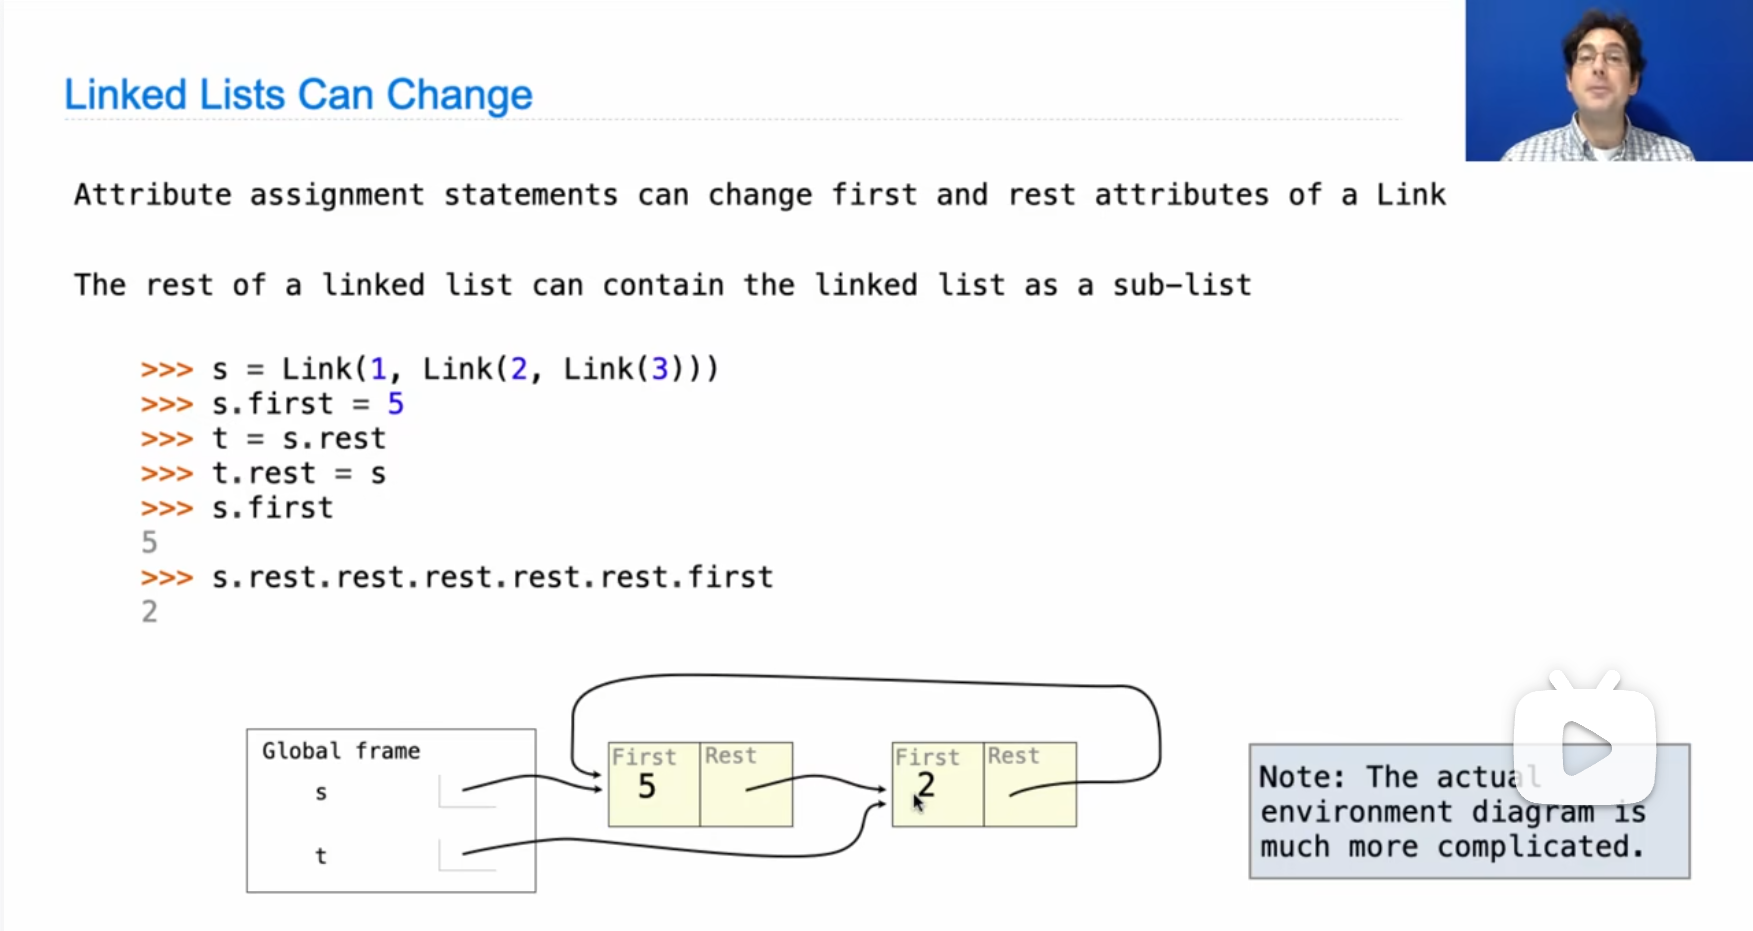 Linked Lists Can Change
Attribute assignment statements can change first and rest attributes of a Link
The rest of a linked list can contain the linked list as a sub-list
>>> s = Link(1, Link(2, Link(3)))
>>> s.first = 5
>>> t = s.rest
>>> t.rest = s
>>> s.first
5
>>> s.rest.rest.rest.rest.rest.first
2
Global frame
s
t
First Rest
5
First Rest
2
Note: The actual
environment diagram is
much more complicated.